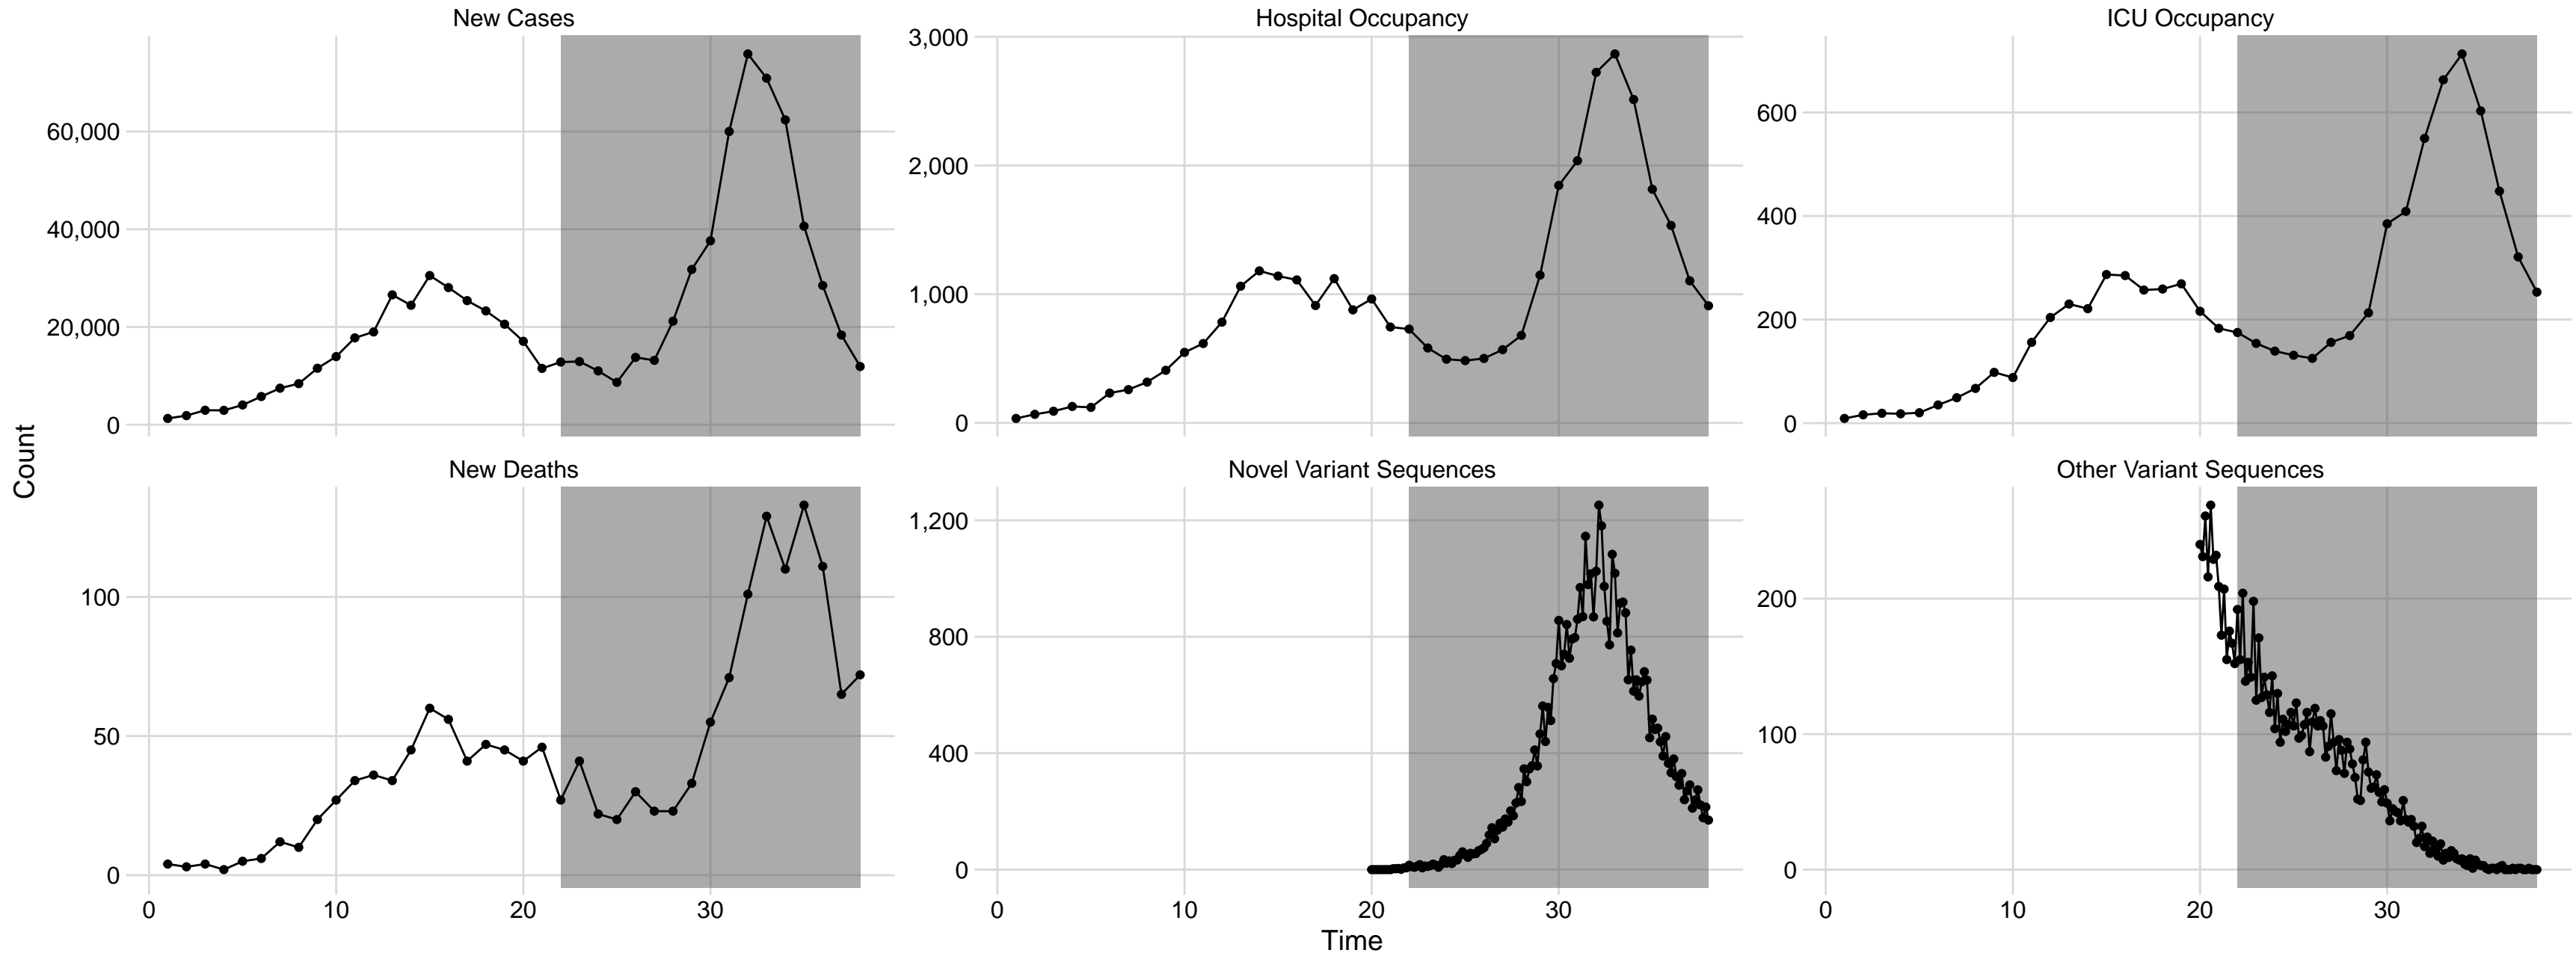 New Cases
Hospital Occupancy
ICU Occupancy
60,000
40,000
20,000
0
3,000
2,000
1,000
0
600
400
200
0
Count
New Deaths
Novel Variant Sequences
Other Variant Sequences
100
50
0
1,200
800
400
0
200
100
0
0 10 20 30
0 10 20 30
0 10 20 30
Time